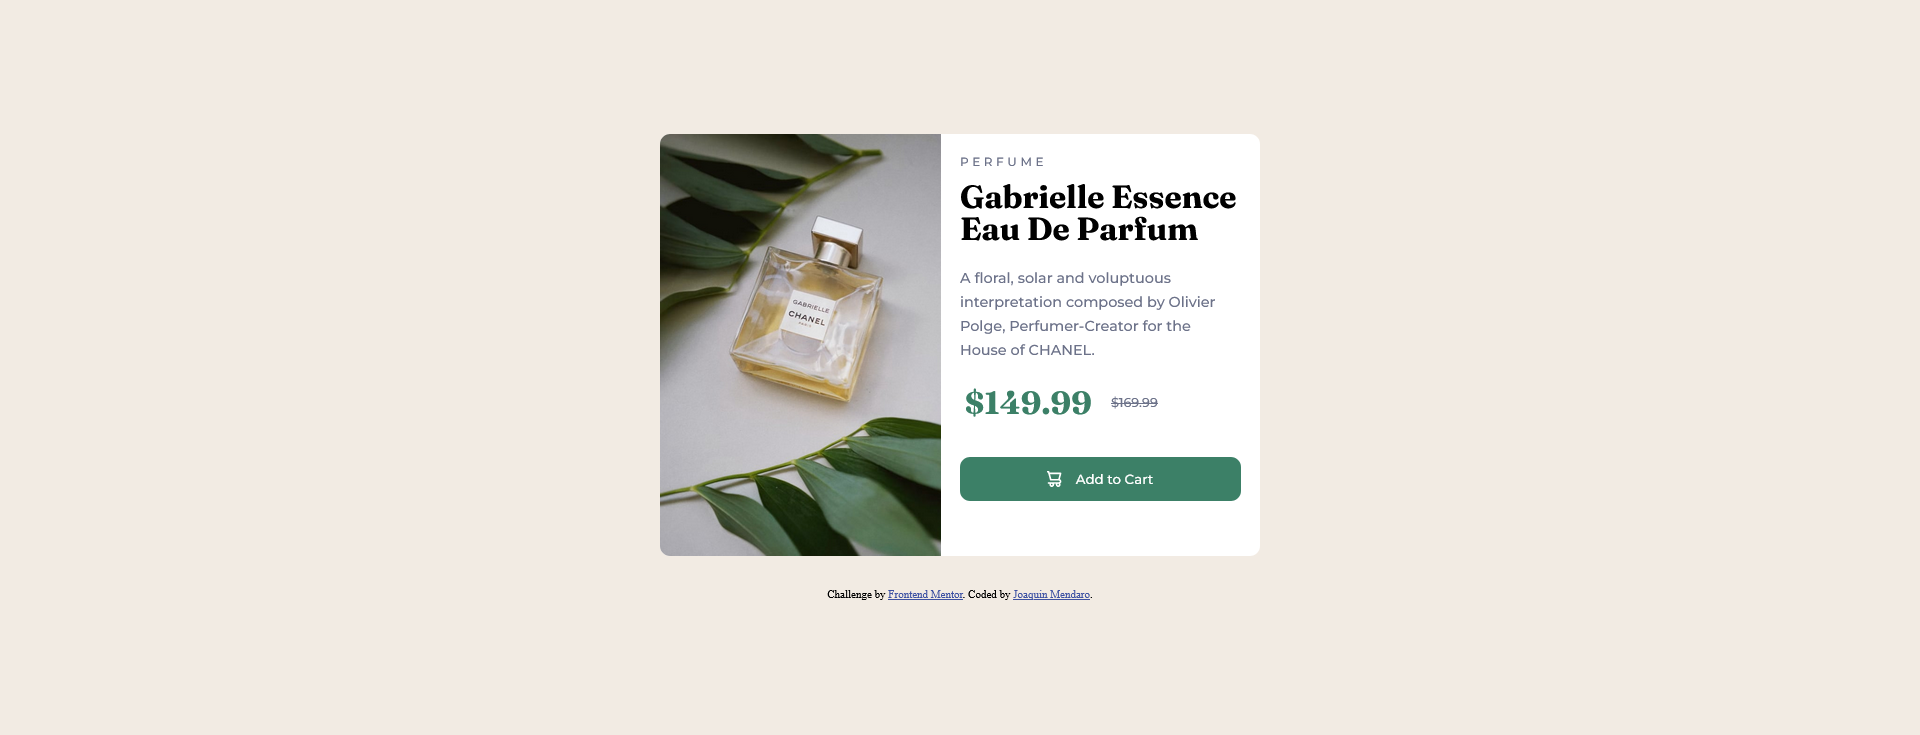 PERFUME
Gabrielle Essence
Eau De Parfum
A floral, solar and voluptuous
interpretation composed by Olivier
Polge, Perfumer-Creator for the
House of CHANEL.
$149.99 $169.99
Add to Cart
GABRIELLE
CHANEL
PARIS
Challenge by Frontend Mentor. Coded by Joaquin Mendaro.